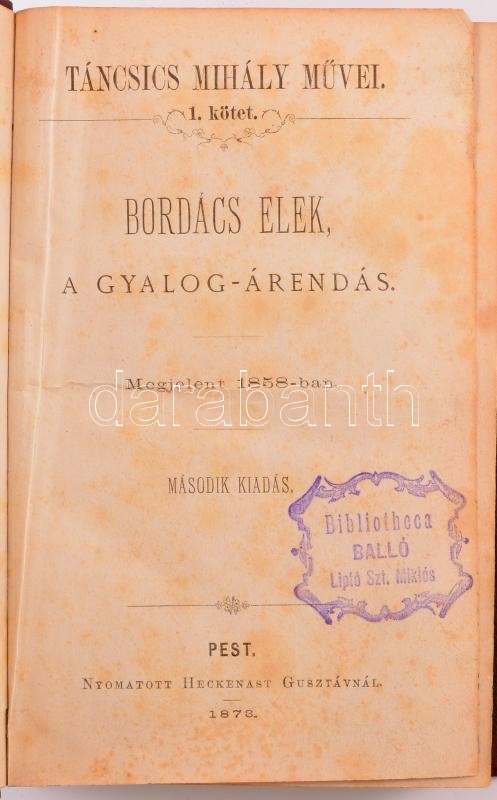 TÁNCSICS MIHÁLY MŰVEI.
1. kötet.
BORDÁCS ELEK,
A GYALOG-ÁRENDÁS.
Megjelent 1858-ban.
darabanth
MÁSODIK KIADÁS.
Bibliotheca
BALLÓ
Liptó Szt. Miklós
PEST.
NYOMATOTT HECKENAST GUSZTÁVNÁL.
1873.